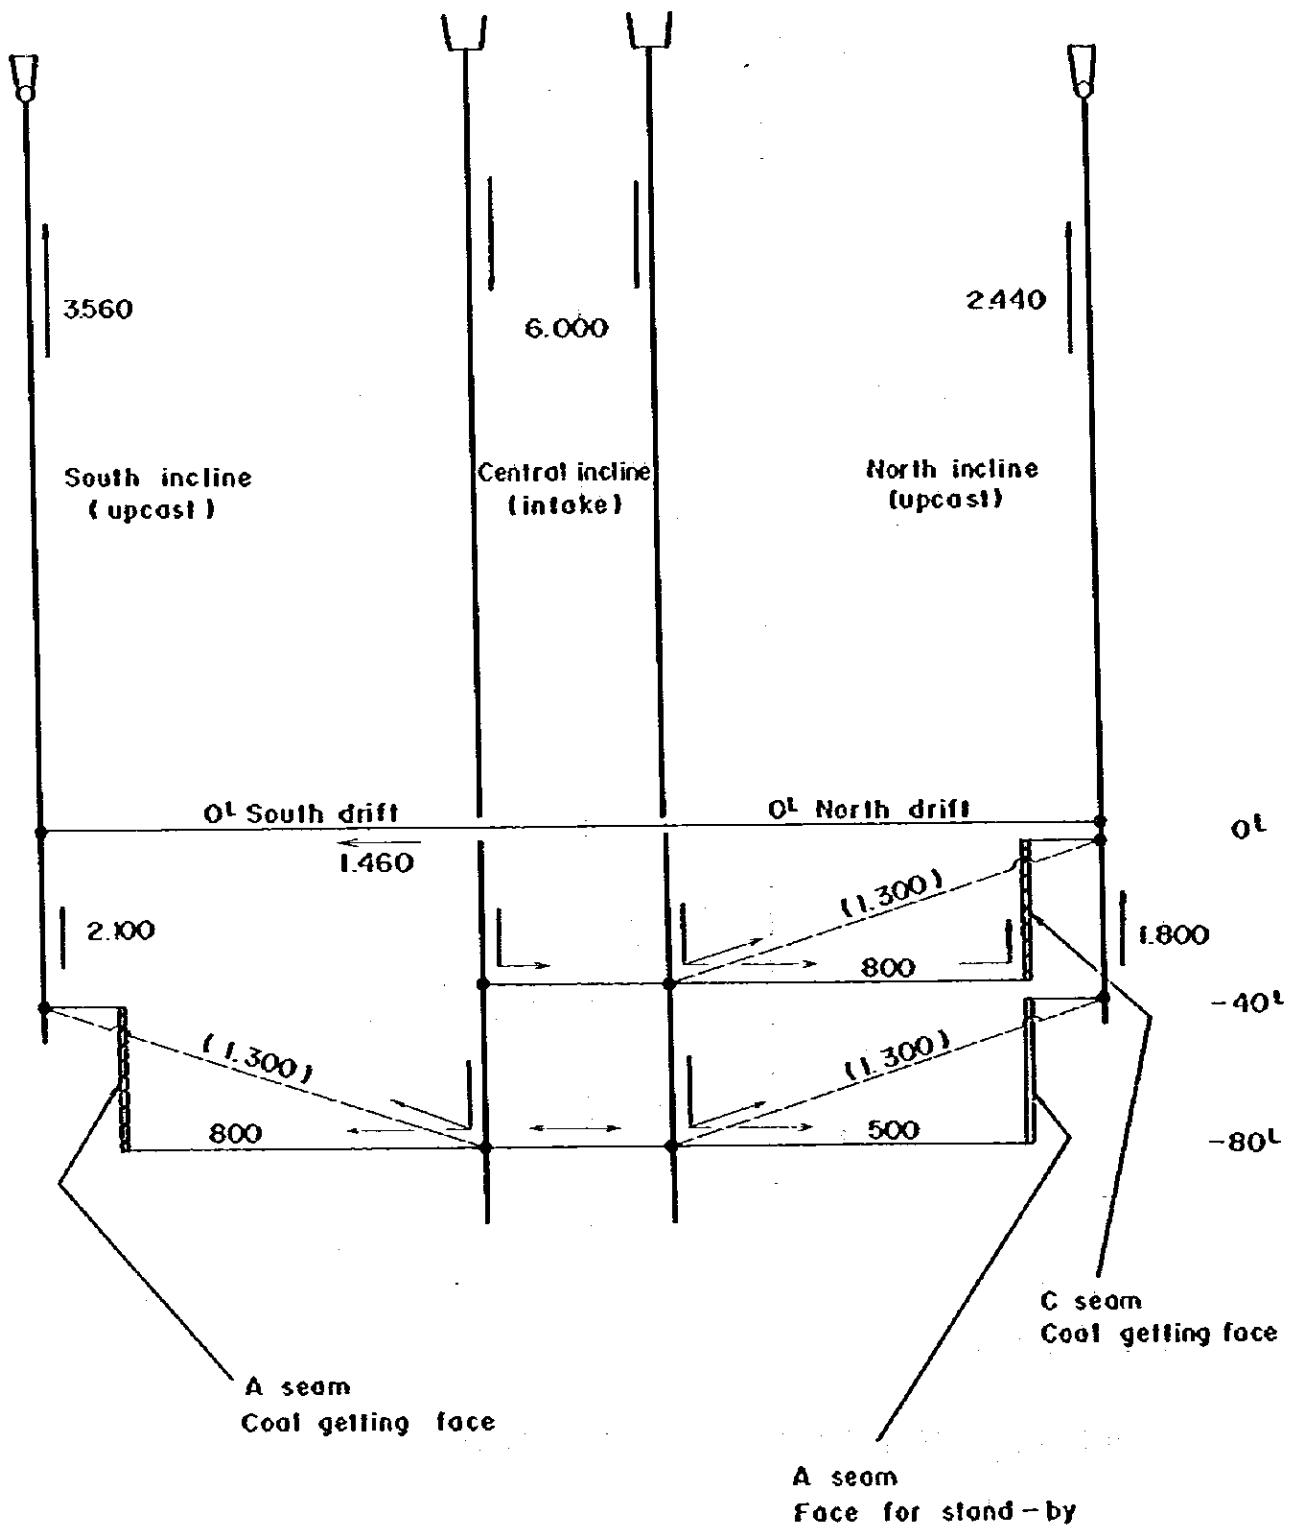 3.560
6.000
2.440
South incline
( upcast )
Central incline
(intake)
North incline
(upcast)
0L South drift
0L North drift
0L
1.460
(1.300)
2.100
1.800
800
-40L
(1.300)
(1.300)
800
500
-80L
C seam
Coal getting face
A seam
Coal getting face
A seam
Face for stand-by